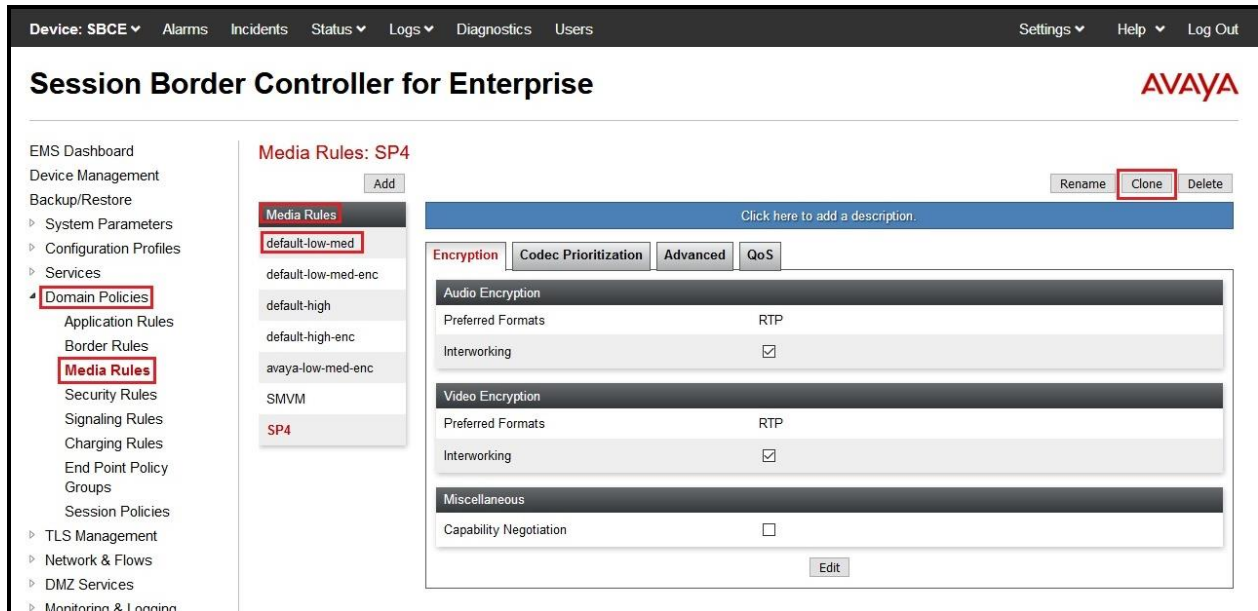 Device: SBCE Alarms Incidents Status Logs Diagnostics Users Settings Help Log Out
Session Border Controller for Enterprise
AVAYA
EMS Dashboard
Device Management
Backup/Restore
System Parameters
Configuration Profiles
Services
Domain Policies
Application Rules
Border Rules
Media Rules
Security Rules
Signaling Rules
Charging Rules
End Point Policy
Groups
Session Policies
TLS Management
Network & Flows
DMZ Services
Monitoring & Logging
Media Rules: SP4
Add
Rename Clone Delete
Media Rules
default-low-med
default-low-med-enc
default-high
default-high-enc
avaya-low-med-enc
SMVM
SP4
Click here to add a description.
Encryption Codec Prioritization Advanced QoS
Audio Encryption
Preferred Formats RTP
Interworking
Video Encryption
Preferred Formats RTP
Interworking
Miscellaneous
Capability Negotiation
Edit